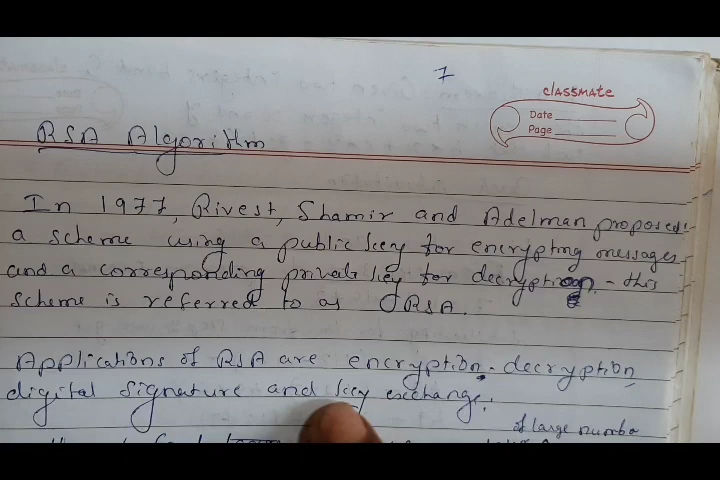 7
classmate
Date
Page
RSA Algorithm
In 1977, Rivest, Shamir and Adelman proposed
a scheme using a public key for encrypting messages
and a corresponding private key for decryption - this
scheme is referred to as RSA.
Applications of RSA are encryption. decryption
digital signature and key exchange.
of large numbe